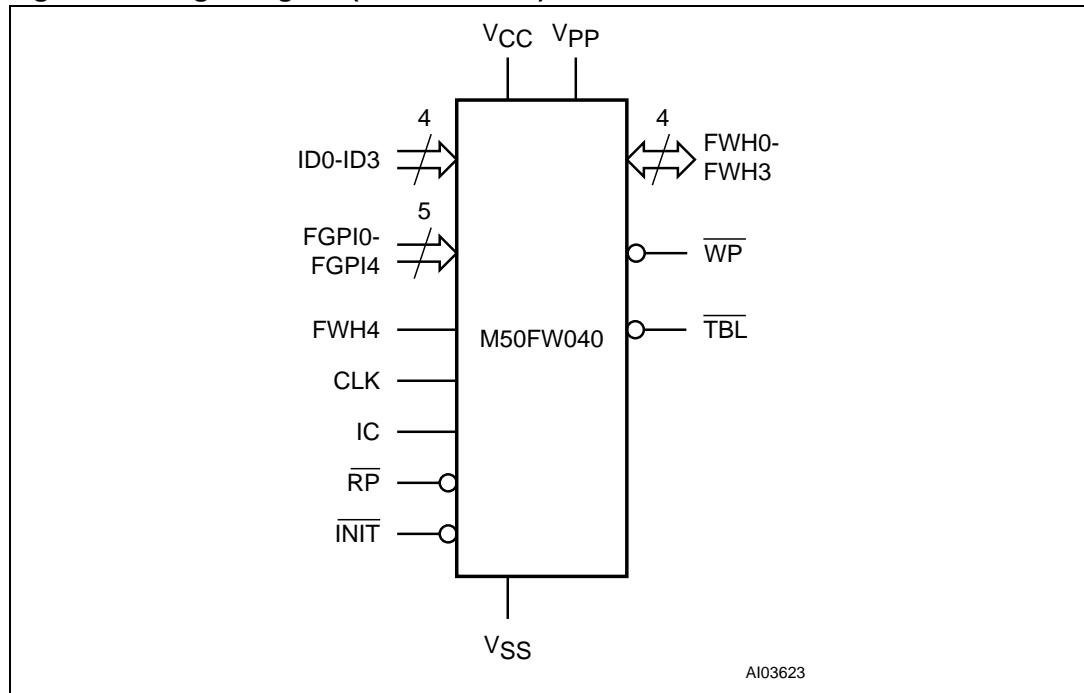 VCC VPP
4
ID0-ID3
4
FWH0-
FWH3
5
FGPI0-
FGPI4
WP
FWH4
M50FW040
TBL
CLK
IC
RP
INIT
VSS
AI03623